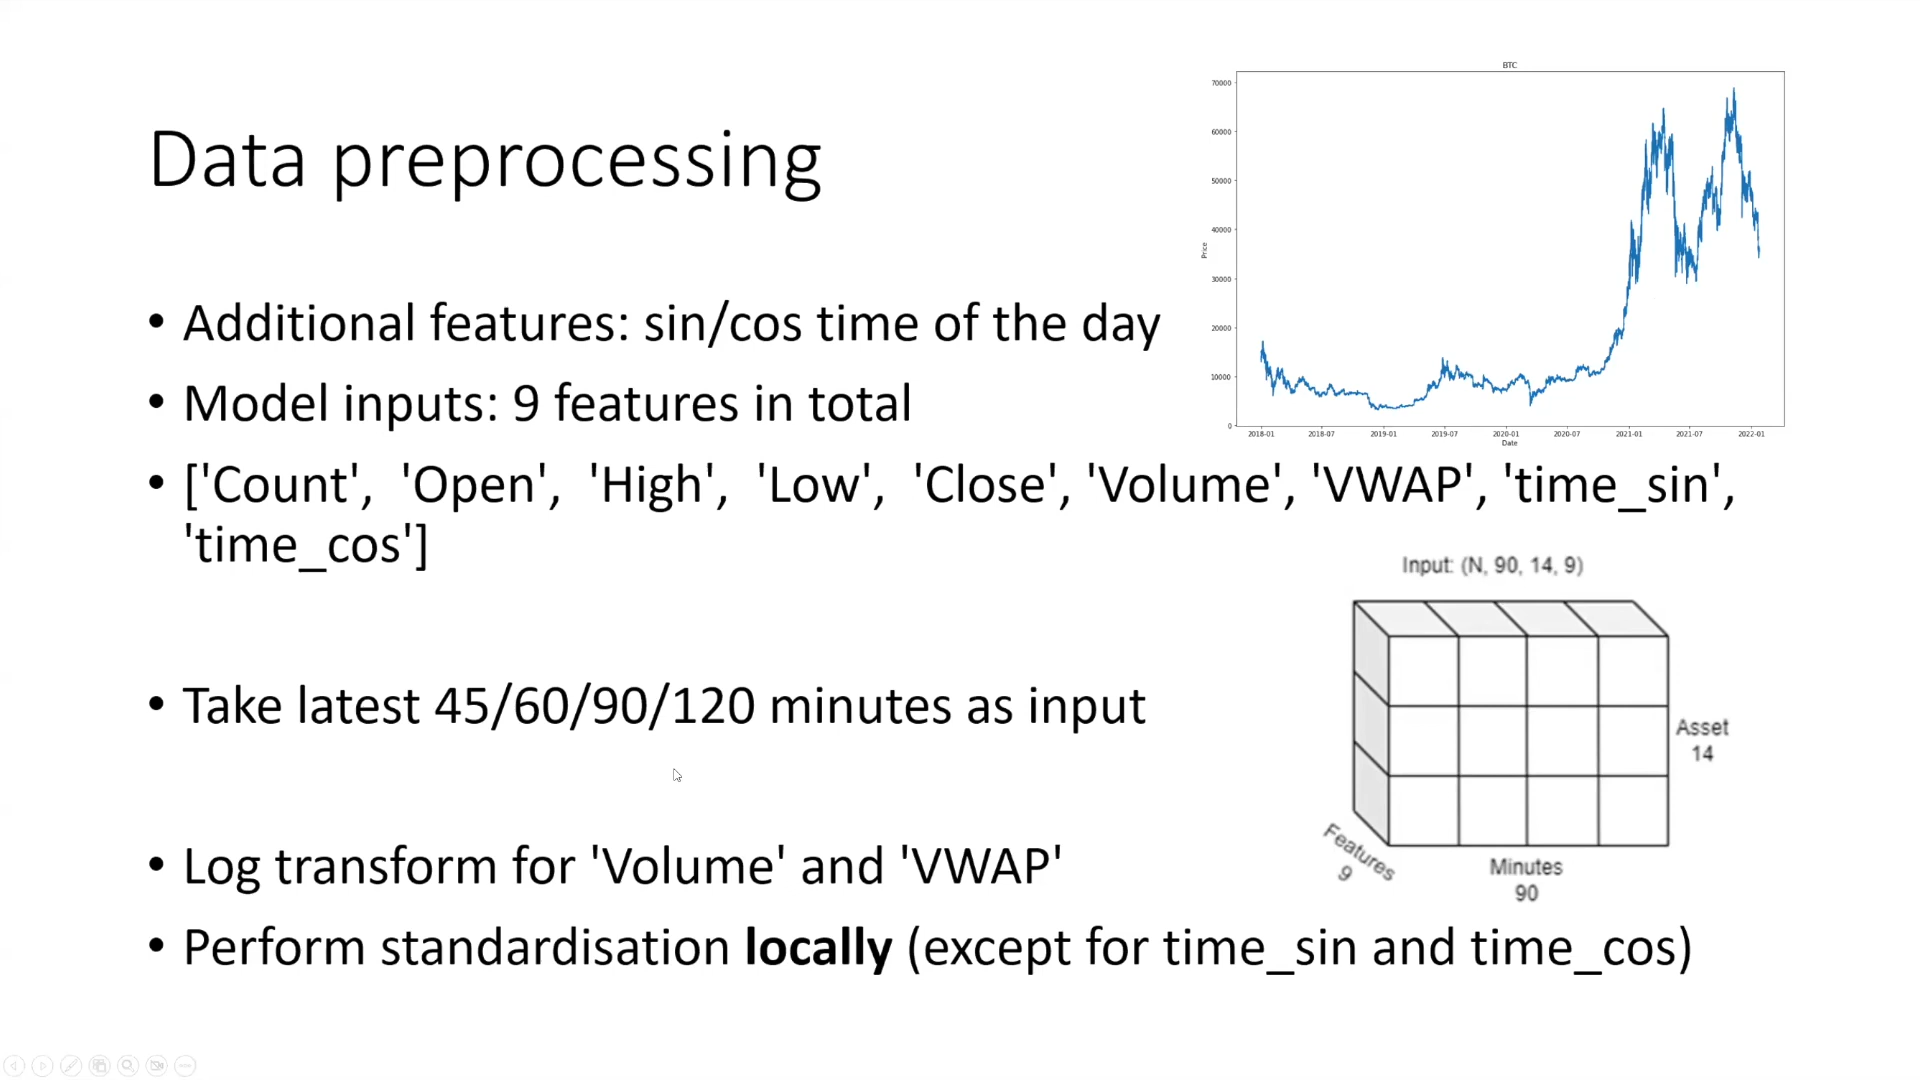 Data preprocessing
• Additional features: sin/cos time of the day
• Model inputs: 9 features in total
• ['Count', 'Open', 'High', 'Low', 'Close', 'Volume', 'VWAP', 'time_sin',
'time_cos']
• Take latest 45/60/90/120 minutes as input
• Log transform for 'Volume' and 'VWAP'
• Perform standardisation locally (except for time_sin and time_cos)
BTC
Price
70000
60000
50000
40000
30000
20000
10000
0
2018-01 2018-07 2019-01 2019-07 2020-01 2020-07 2021-01 2021-07 2022-01
Date
Input: (N, 90, 14, 9)
Asset
14
Features
9
Minutes
90